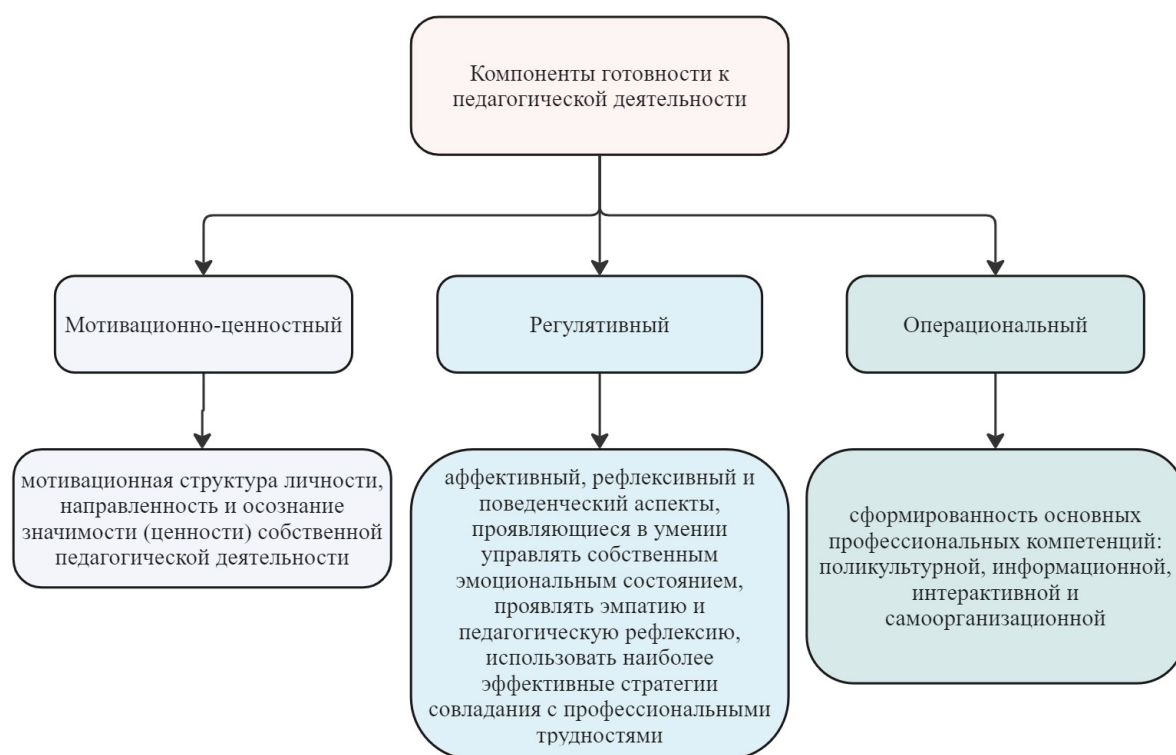 Компоненты готовности к
педагогической деятельности
Мотивационно-ценностный
Регулятивный
Операциональный
мотивационная структура личности,
направленность и осознание
значимости (ценности) собственной
педагогической деятельности
аффективный, рефлексивный и
поведенческий аспекты,
проявляющиеся в умении
управлять собственным
эмоциональным состоянием,
проявлять эмпатию и
педагогическую рефлексию,
использовать наиболее
эффективные стратегии
совладания с профессиональными
трудностями
сформированность основных
профессиональных компетенций:
поликультурной, информационной,
интерактивной и
самоорганизационной